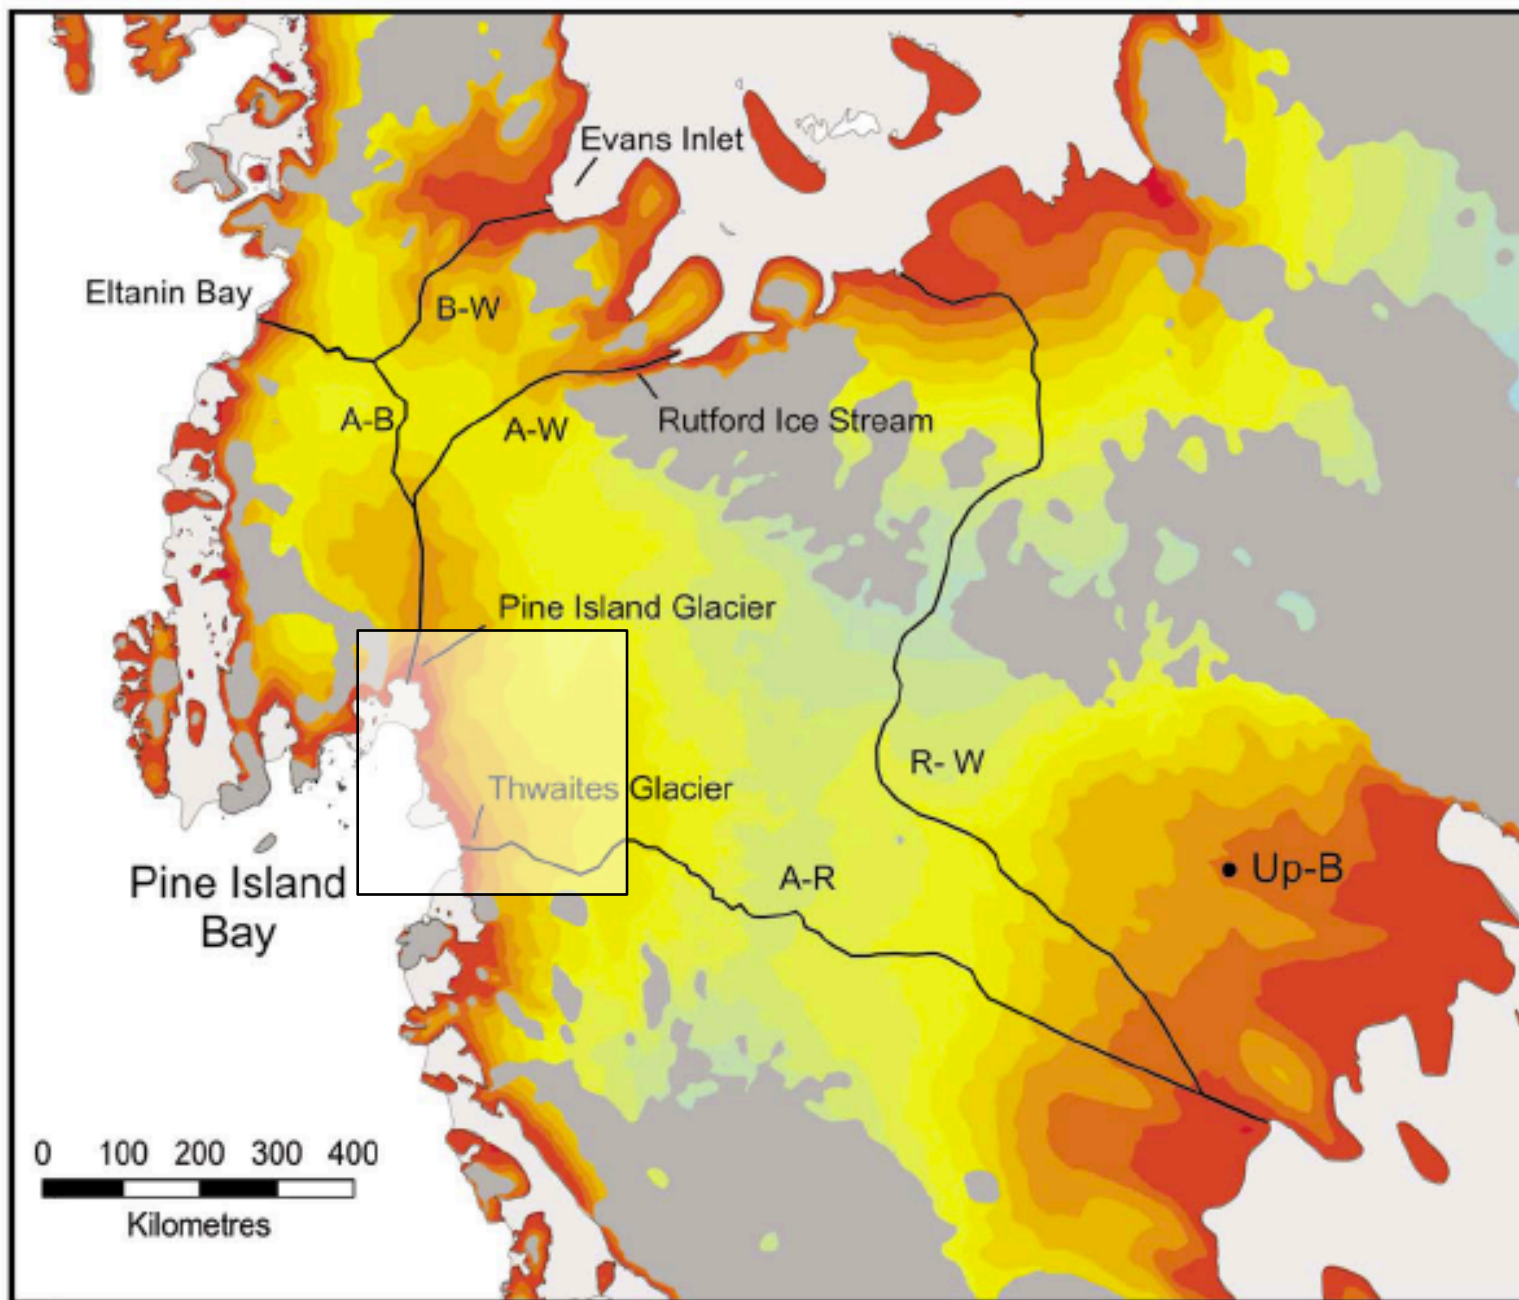 Evans Inlet
Eltanin Bay
B-W
A-B
A-W
Rutford Ice Stream
Pine Island Glacier
R- W
Thwaites Glacier
A-R
Up-B
Pine Island
Bay
0 100 200 300 400
Kilometres